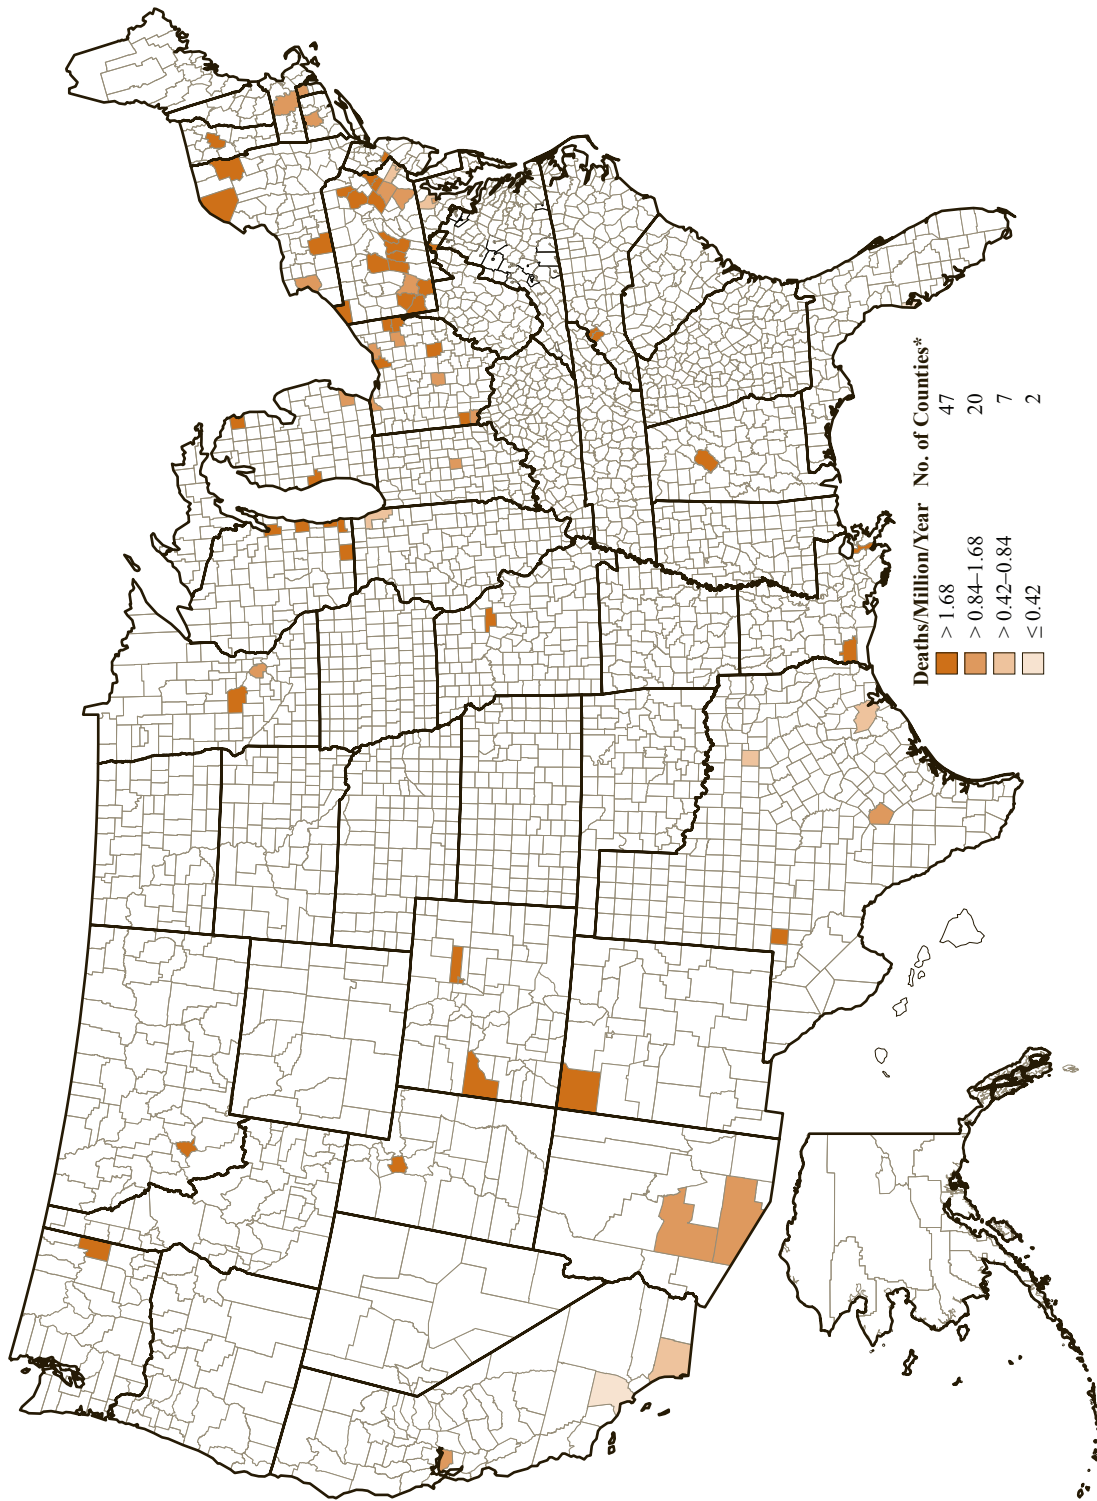 Deaths/Million/Year No. of Counties*
> 1.68 47
> 0.84–1.68 20
> 0.42–0.84 7
≤ 0.42 2